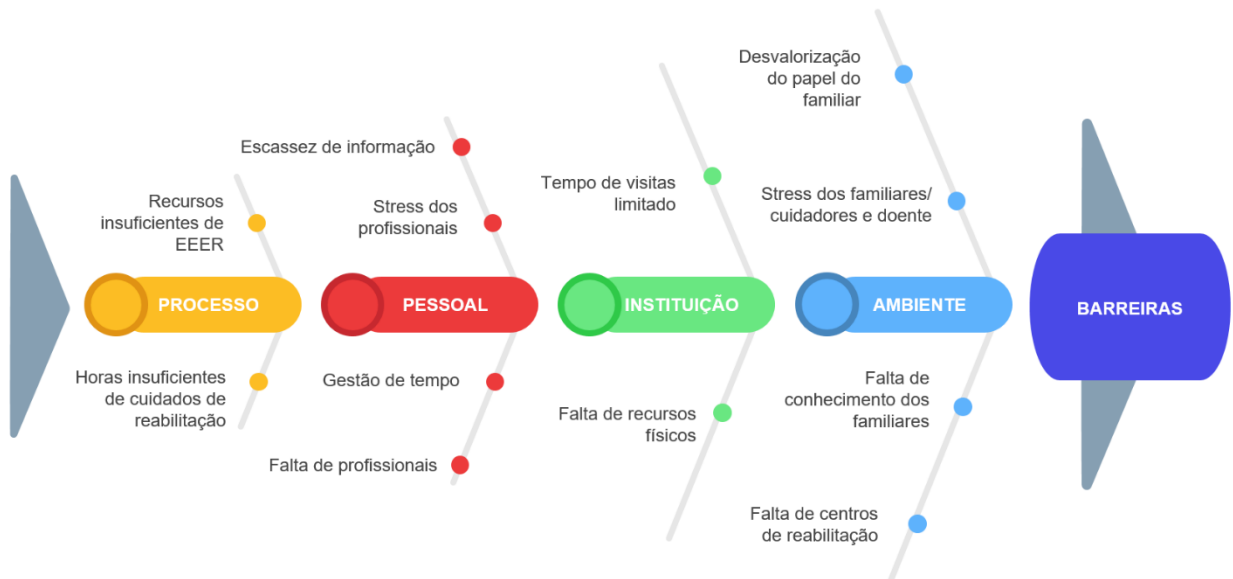 Desvalorização
do papel do
familiar
Escassez de informação
Tempo de visitas
limitado
Recursos
insuficientes de
EEER
Stress dos
profissionais
Stress dos familiares/
cuidadores e doente
PROCESSO
PESSOAL
INSTITUIÇÃO
AMBIENTE
BARREIRAS
Horas insuficientes
de cuidados de
reabilitação
Gestão de tempo
Falta de recursos
físicos
Falta de
conhecimento dos
familiares
Falta de profissionais
Falta de centros
de reabilitação